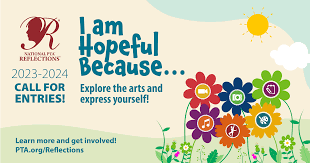 NATIONAL PTA
REFLECTIONS®
2023-2024
CALL FOR
ENTRIES!
I am
Hopeful
Because...
Explore the arts and
express yourself!
Learn more and get involved!
PTA.org/Reflections